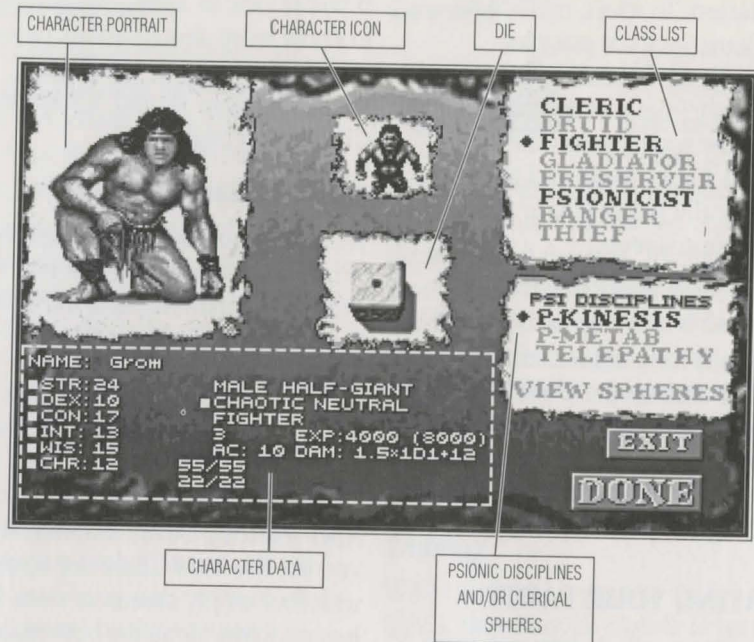 CHARACTER PORTRAIT
CHARACTER ICON
DIE
CLASS LIST
CLERIC
DRUID
FIGHTER
GLADIATOR
PRESERVER
PSIONICIST
RANGER
THIEF
PSI DISCIPLINES
P-KINESIS
P-METAB
TELEPATHY
VIEW SPHERES
EXIT
DONE
NAME: Grom
STR:24
DEX:10
CON:17
INT:13
WIS:15
CHR:12
MALE HALF-GIANT
CHAOTIC NEUTRAL
FIGHTER
3 EXP:4000 (8000)
AC: 10 DAM: 1.5×1D1+12
55/55
22/22
CHARACTER DATA
PSIONIC DISCIPLINES
AND/OR CLERICAL
SPHERES